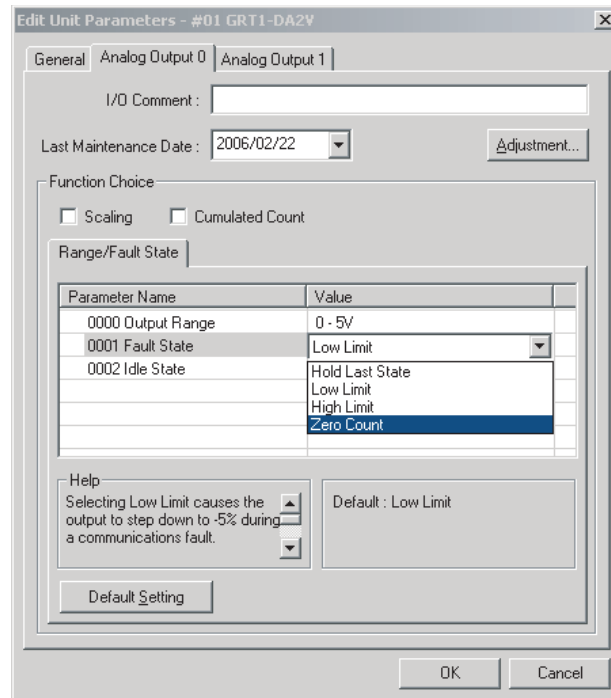 Edit Unit Parameters - #01 GRT1-DA2V
General Analog Output 0 Analog Output 1
I/O Comment :
Last Maintenance Date : 2006/02/22 Adjustment...
Function Choice
Scaling Cumulated Count
Range/Fault State
Parameter Name Value
0000 Output Range 0 - 5V
0001 Fault State Low Limit
0002 Idle State Hold Last State
Low Limit
High Limit
Zero Count
Help
Selecting Low Limit causes the
output to step down to -5% during
a communications fault.
Default : Low Limit
Default Setting
OK Cancel